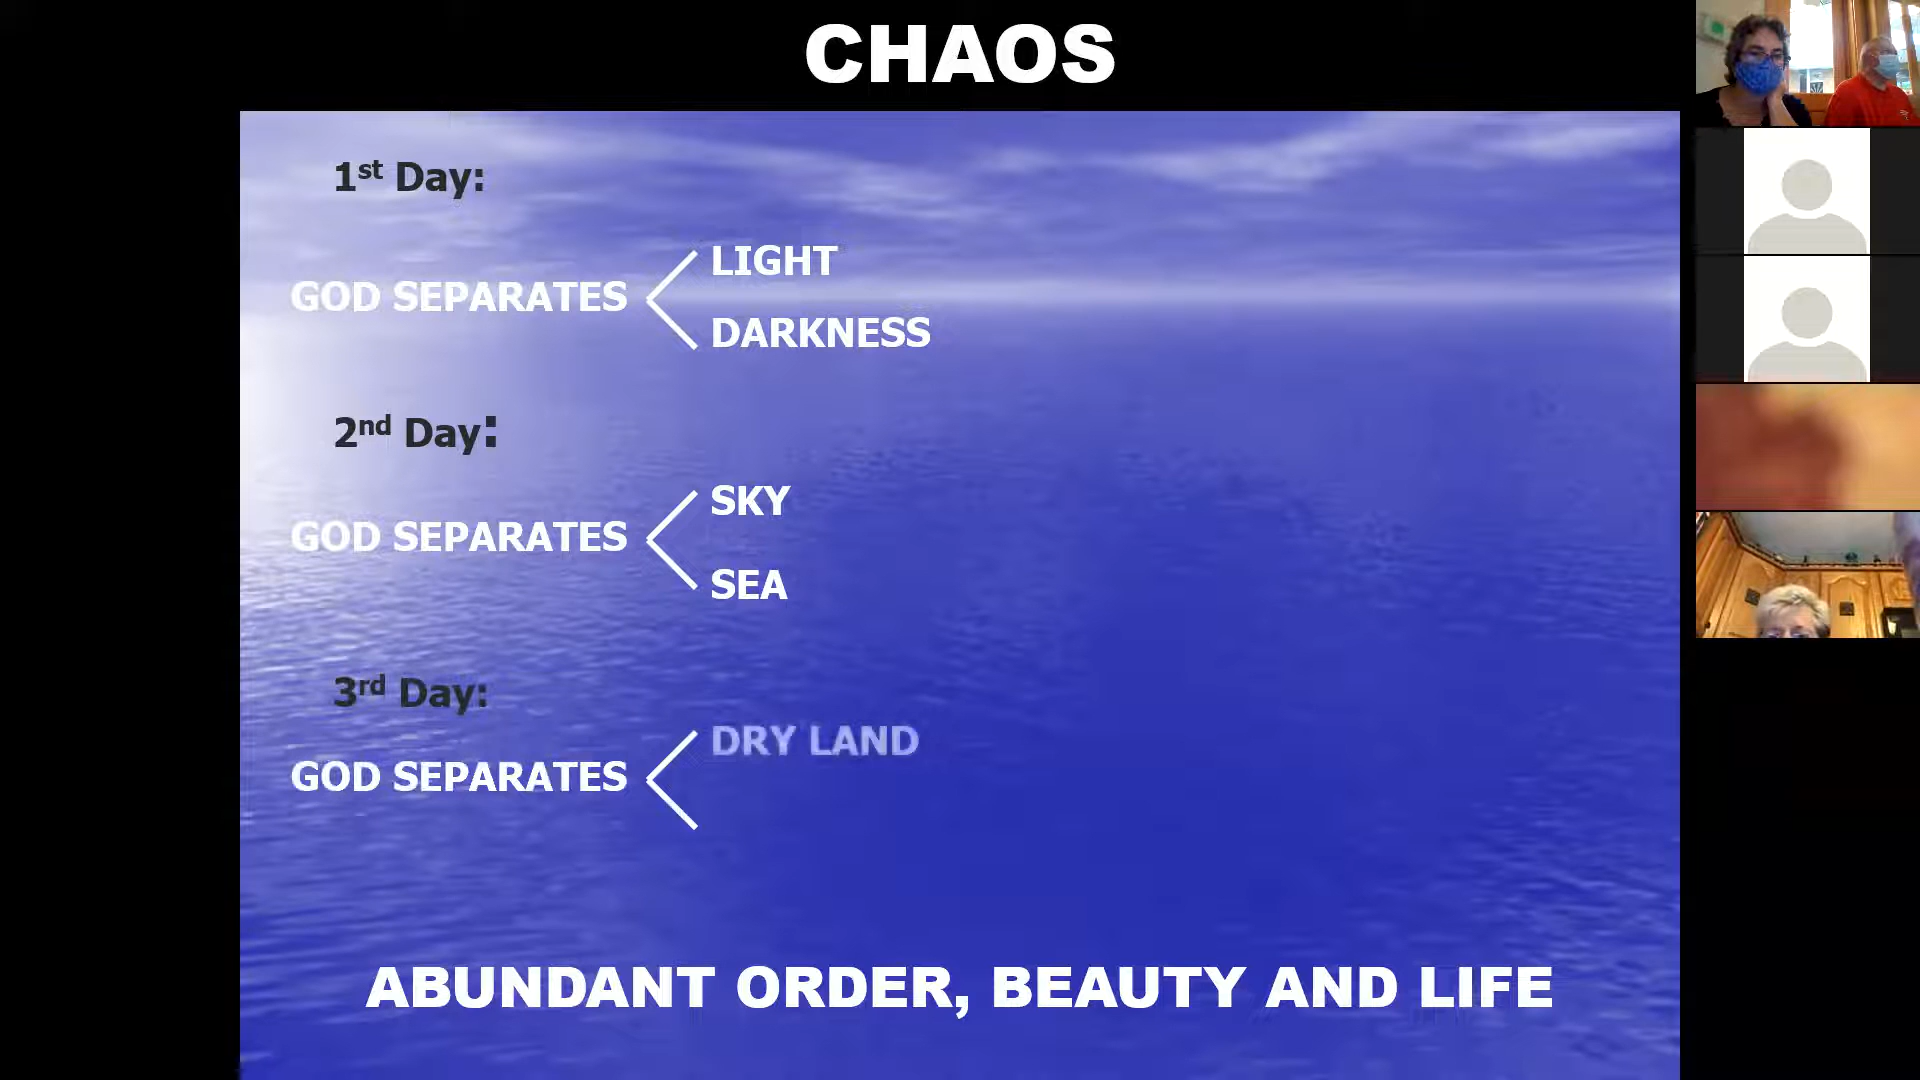 CHAOS
1st Day:
LIGHT
GOD SEPARATES
DARKNESS
2nd Day:
SKY
GOD SEPARATES
SEA
3rd Day:
DRY LAND
GOD SEPARATES
ABUNDANT ORDER, BEAUTY AND LIFE